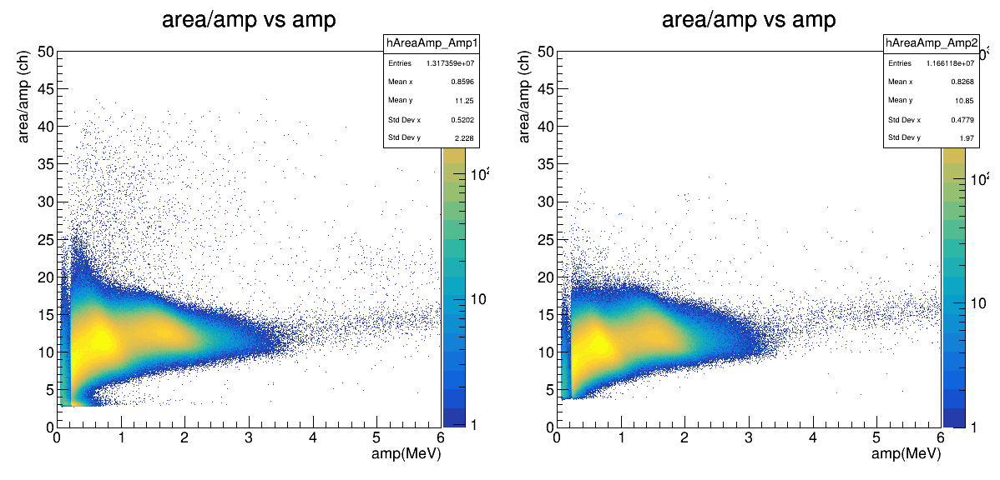 area/amp vs amp
hAreaAmp_Amp1
Entries 1.317359e+07
Mean x 0.8596
Mean y 11.25
Std Dev x 0.5202
Std Dev y 2.228
area/amp (ch)
50
45
40
35
30
25
20
15
10
5
0
0 1 2 3 4 5 6
amp(MeV)
10²
10
1
area/amp vs amp
hAreaAmp_Amp2
Entries 1.166118e+07
Mean x 0.8268
Mean y 10.85
Std Dev x 0.4779
Std Dev y 1.97
area/amp (ch)
50
45
40
35
30
25
20
15
10
5
0
0 1 2 3 4 5 6
amp(MeV)
10²
10
1